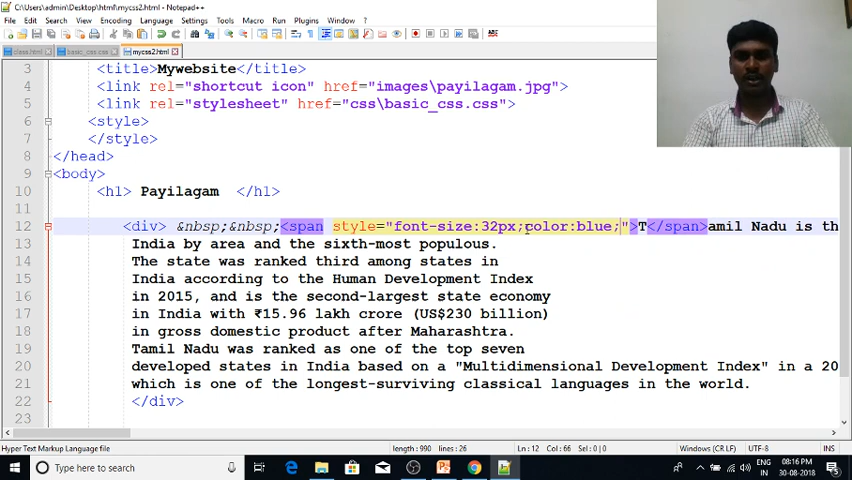 C:\Users\admin\Desktop\html\mycss2.html - Notepad++
File Edit Search View Encoding Language Settings Tools Macro Run Plugins Window ?
class.html basic_css.css mycss2.html
3 <title>Mywebsite</title>
4 <link rel="shortcut icon" href="images\payilagam.jpg">
5 <link rel="stylesheet" href="css\basic_css.css">
6 <style>
7 </style>
8 </head>
9 <body>
10 <h1> Payilagam </h1>
11
12 <div> &nbsp;&nbsp;<span style="font-size:32px;color:blue;">T</span>amil Nadu is th
13 India by area and the sixth-most populous.
14 The state was ranked third among states in
15 India according to the Human Development Index
16 in 2015, and is the second-largest state economy
17 in India with ₹15.96 lakh crore (US$230 billion)
18 in gross domestic product after Maharashtra.
19 Tamil Nadu was ranked as one of the top seven
20 developed states in India based on a "Multidimensional Development Index" in a 20
21 which is one of the longest-surviving classical languages in the world.
22 </div>
23
Hyper Text Markup Language file length : 990 lines : 26 Ln : 12 Col : 66 Sel : 0 | 0 Windows (CR LF) UTF-8 INS
Type here to search ENG IN 08:16 PM 30-08-2018